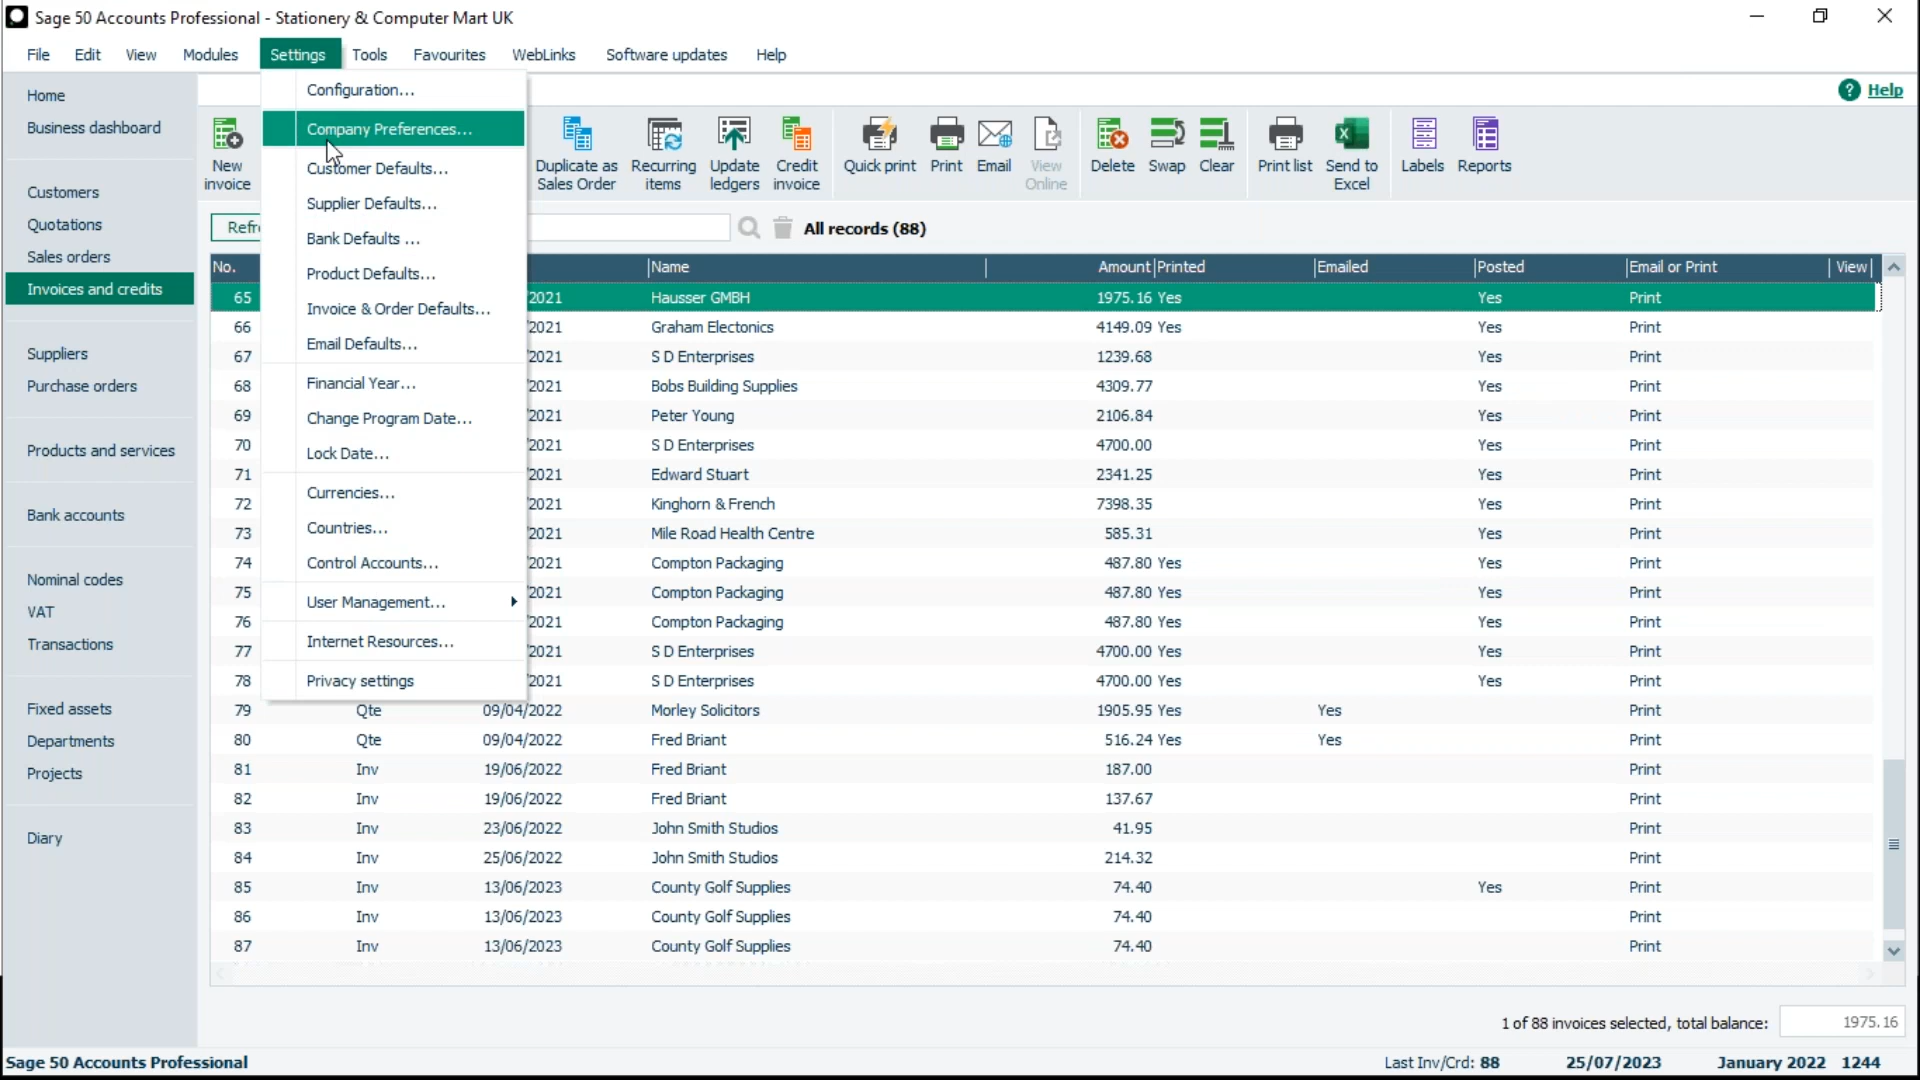 Sage 50 Accounts Professional - Stationery & Computer Mart UK
File Edit View Modules Settings Tools Favourites WebLinks Software updates Help
Home
Business dashboard
Customers
Quotations
Sales orders
Invoices and credits
Suppliers
Purchase orders
Products and services
Bank accounts
Nominal codes
VAT
Transactions
Fixed assets
Departments
Projects
Diary
Configuration...
Company Preferences...
Customer Defaults...
Supplier Defaults...
Bank Defaults ...
Product Defaults...
Invoice & Order Defaults...
Email Defaults...
Financial Year...
Change Program Date...
Lock Date...
Currencies...
Countries...
Control Accounts...
User Management...
Internet Resources...
Privacy settings
? Help
New invoice
Duplicate as Sales Order
Recurring items
Update ledgers
Credit invoice
Quick print
Print
Email
View Online
Delete
Swap
Clear
Print list
Send to Excel
Labels
Reports
Refr
All records (88)
No. Name Amount Printed Emailed Posted Email or Print View
65 2021 Hausser GMBH 1975.16 Yes Yes Print
66 2021 Graham Electonics 4149.09 Yes Yes Print
67 2021 S D Enterprises 1239.68 Yes Print
68 2021 Bobs Building Supplies 4309.77 Yes Print
69 2021 Peter Young 2106.84 Yes Print
70 2021 S D Enterprises 4700.00 Yes Print
71 2021 Edward Stuart 2341.25 Yes Print
72 2021 Kinghorn & French 7398.35 Yes Print
73 2021 Mile Road Health Centre 585.31 Yes Print
74 2021 Compton Packaging 487.80 Yes Yes Print
75 2021 Compton Packaging 487.80 Yes Yes Print
76 2021 Compton Packaging 487.80 Yes Yes Print
77 2021 S D Enterprises 4700.00 Yes Yes Print
78 2021 S D Enterprises 4700.00 Yes Yes Print
79 Qte 09/04/2022 Morley Solicitors 1905.95 Yes Yes Print
80 Qte 09/04/2022 Fred Briant 516.24 Yes Yes Print
81 Inv 19/06/2022 Fred Briant 187.00 Print
82 Inv 19/06/2022 Fred Briant 137.67 Print
83 Inv 23/06/2022 John Smith Studios 41.95 Print
84 Inv 25/06/2022 John Smith Studios 214.32 Print
85 Inv 13/06/2023 County Golf Supplies 74.40 Yes Print
86 Inv 13/06/2023 County Golf Supplies 74.40 Print
87 Inv 13/06/2023 County Golf Supplies 74.40 Print
1 of 88 invoices selected, total balance: 1975.16
Sage 50 Accounts Professional Last Inv/Crd: 88 25/07/2023 January 2022 1244